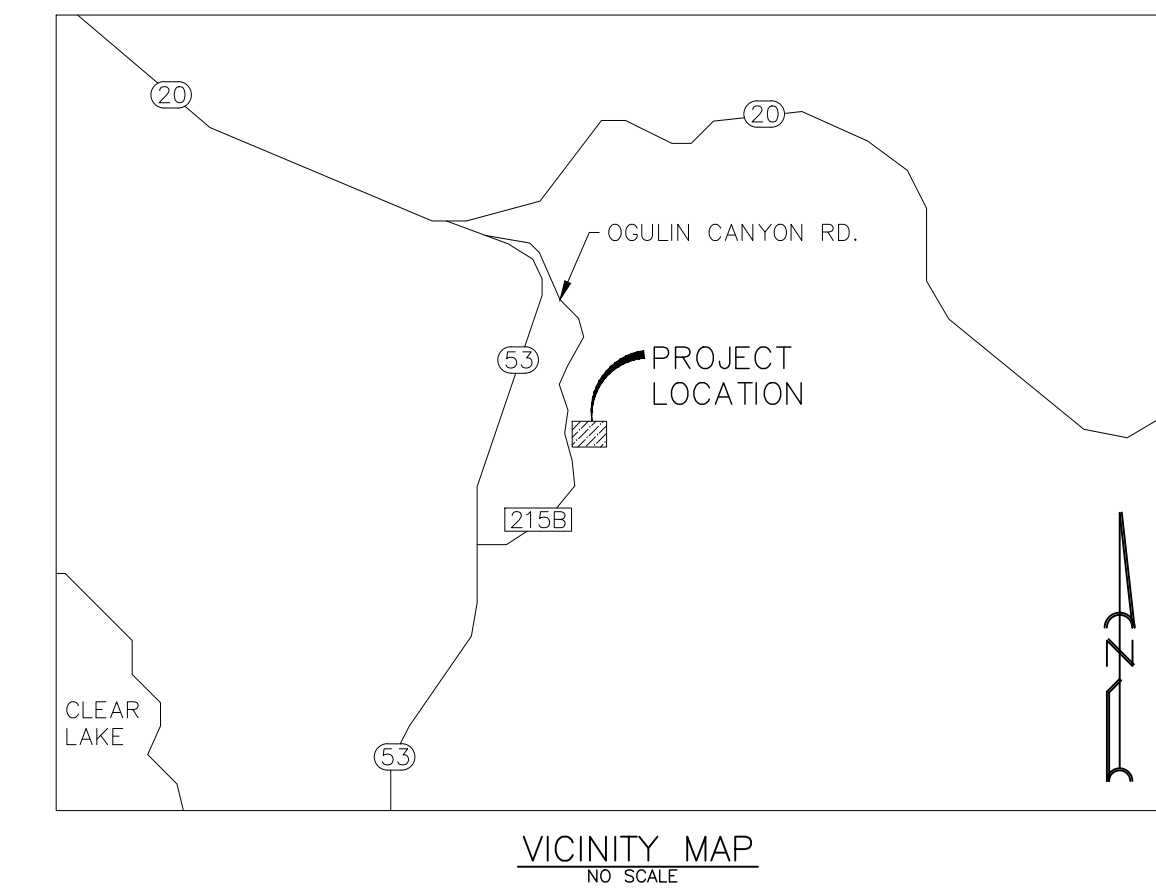 20
20
OGULIN CANYON RD.
53
PROJECT
LOCATION
215B
N
CLEAR
LAKE
53
VICINITY MAP
NO SCALE